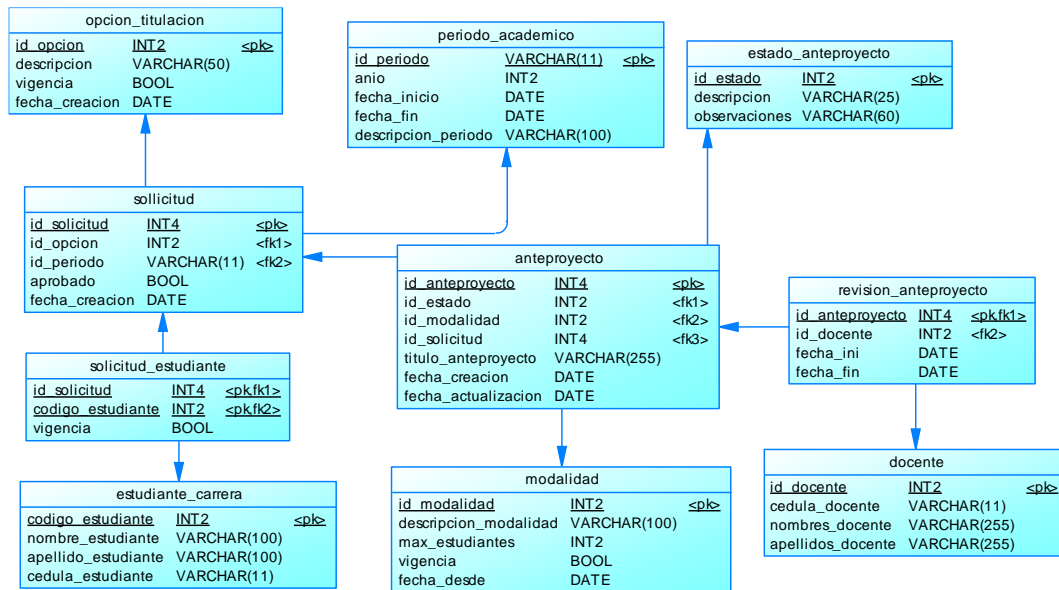 opcion_titulacion
id_opcion INT2 <pk>
descripcion VARCHAR(50)
vigencia BOOL
fecha_creacion DATE
periodo_academico
id_periodo VARCHAR(11) <pk>
anio INT2
fecha_inicio DATE
fecha_fin DATE
descripcion_periodo VARCHAR(100)
estado_anteproyecto
id_estado INT2 <pk>
descripcion VARCHAR(25)
observaciones VARCHAR(60)
sollicitud
id_solicitud INT4 <pk>
id_opcion INT2 <fk1>
id_periodo VARCHAR(11) <fk2>
aprobado BOOL
fecha_creacion DATE
anteproyecto
id_anteproyecto INT4 <pk>
id_estado INT2 <fk1>
id_modalidad INT2 <fk2>
id_solicitud INT4 <fk3>
titulo_anteproyecto VARCHAR(255)
fecha_creacion DATE
fecha_actualizacion DATE
revision_anteproyecto
id_anteproyecto INT4 <pk,fk1>
id_docente INT2 <fk2>
fecha_ini DATE
fecha_fin DATE
solicitud_estudiante
id_solicitud INT4 <pk,fk1>
codigo_estudiante INT2 <pk,fk2>
vigencia BOOL
estudiante_carrera
codigo_estudiante INT2 <pk>
nombre_estudiante VARCHAR(100)
apellido_estudiante VARCHAR(100)
cedula_estudiante VARCHAR(11)
modalidad
id_modalidad INT2 <pk>
descripcion_modalidad VARCHAR(100)
max_estudiantes INT2
vigencia BOOL
fecha_desde DATE
docente
id_docente INT2 <pk>
cedula_docente VARCHAR(11)
nombres_docente VARCHAR(255)
apellidos_docente VARCHAR(255)